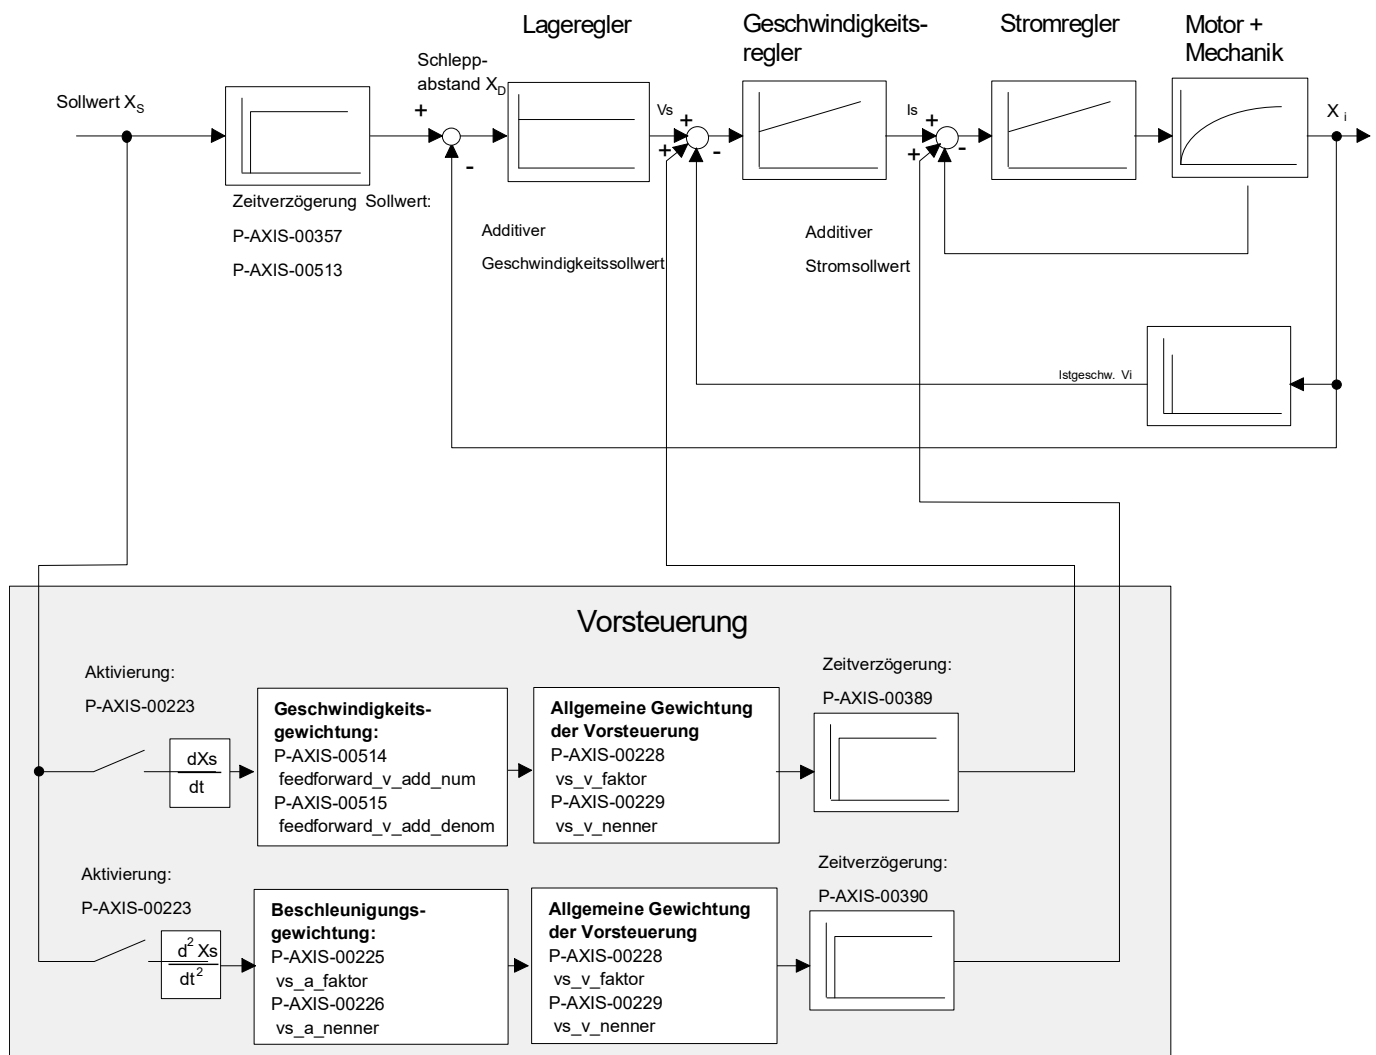 Lageregler
Geschwindigkeits-
regler
Stromregler
Motor +
Mechanik
Schlepp-
abstand X_D
Sollwert X_S
+
-
Vs
+
+
-
Is
+
+
-
X i
Zeitverzögerung Sollwert:
P-AXIS-00357
P-AXIS-00513
Additiver
Geschwindigkeitssollwert
Additiver
Stromsollwert
Istgeschw. Vi
Vorsteuerung
Aktivierung:
P-AXIS-00223
dXs
dt
Geschwindigkeits-
gewichtung:
P-AXIS-00514
feedforward_v_add_num
P-AXIS-00515
feedforward_v_add_denom
Allgemeine Gewichtung
der Vorsteuerung
P-AXIS-00228
vs_v_faktor
P-AXIS-00229
vs_v_nenner
Zeitverzögerung:
P-AXIS-00389
Aktivierung:
P-AXIS-00223
d² Xs
dt²
Beschleunigungs-
gewichtung:
P-AXIS-00225
vs_a_faktor
P-AXIS-00226
vs_a_nenner
Allgemeine Gewichtung
der Vorsteuerung
P-AXIS-00228
vs_v_faktor
P-AXIS-00229
vs_v_nenner
Zeitverzögerung:
P-AXIS-00390